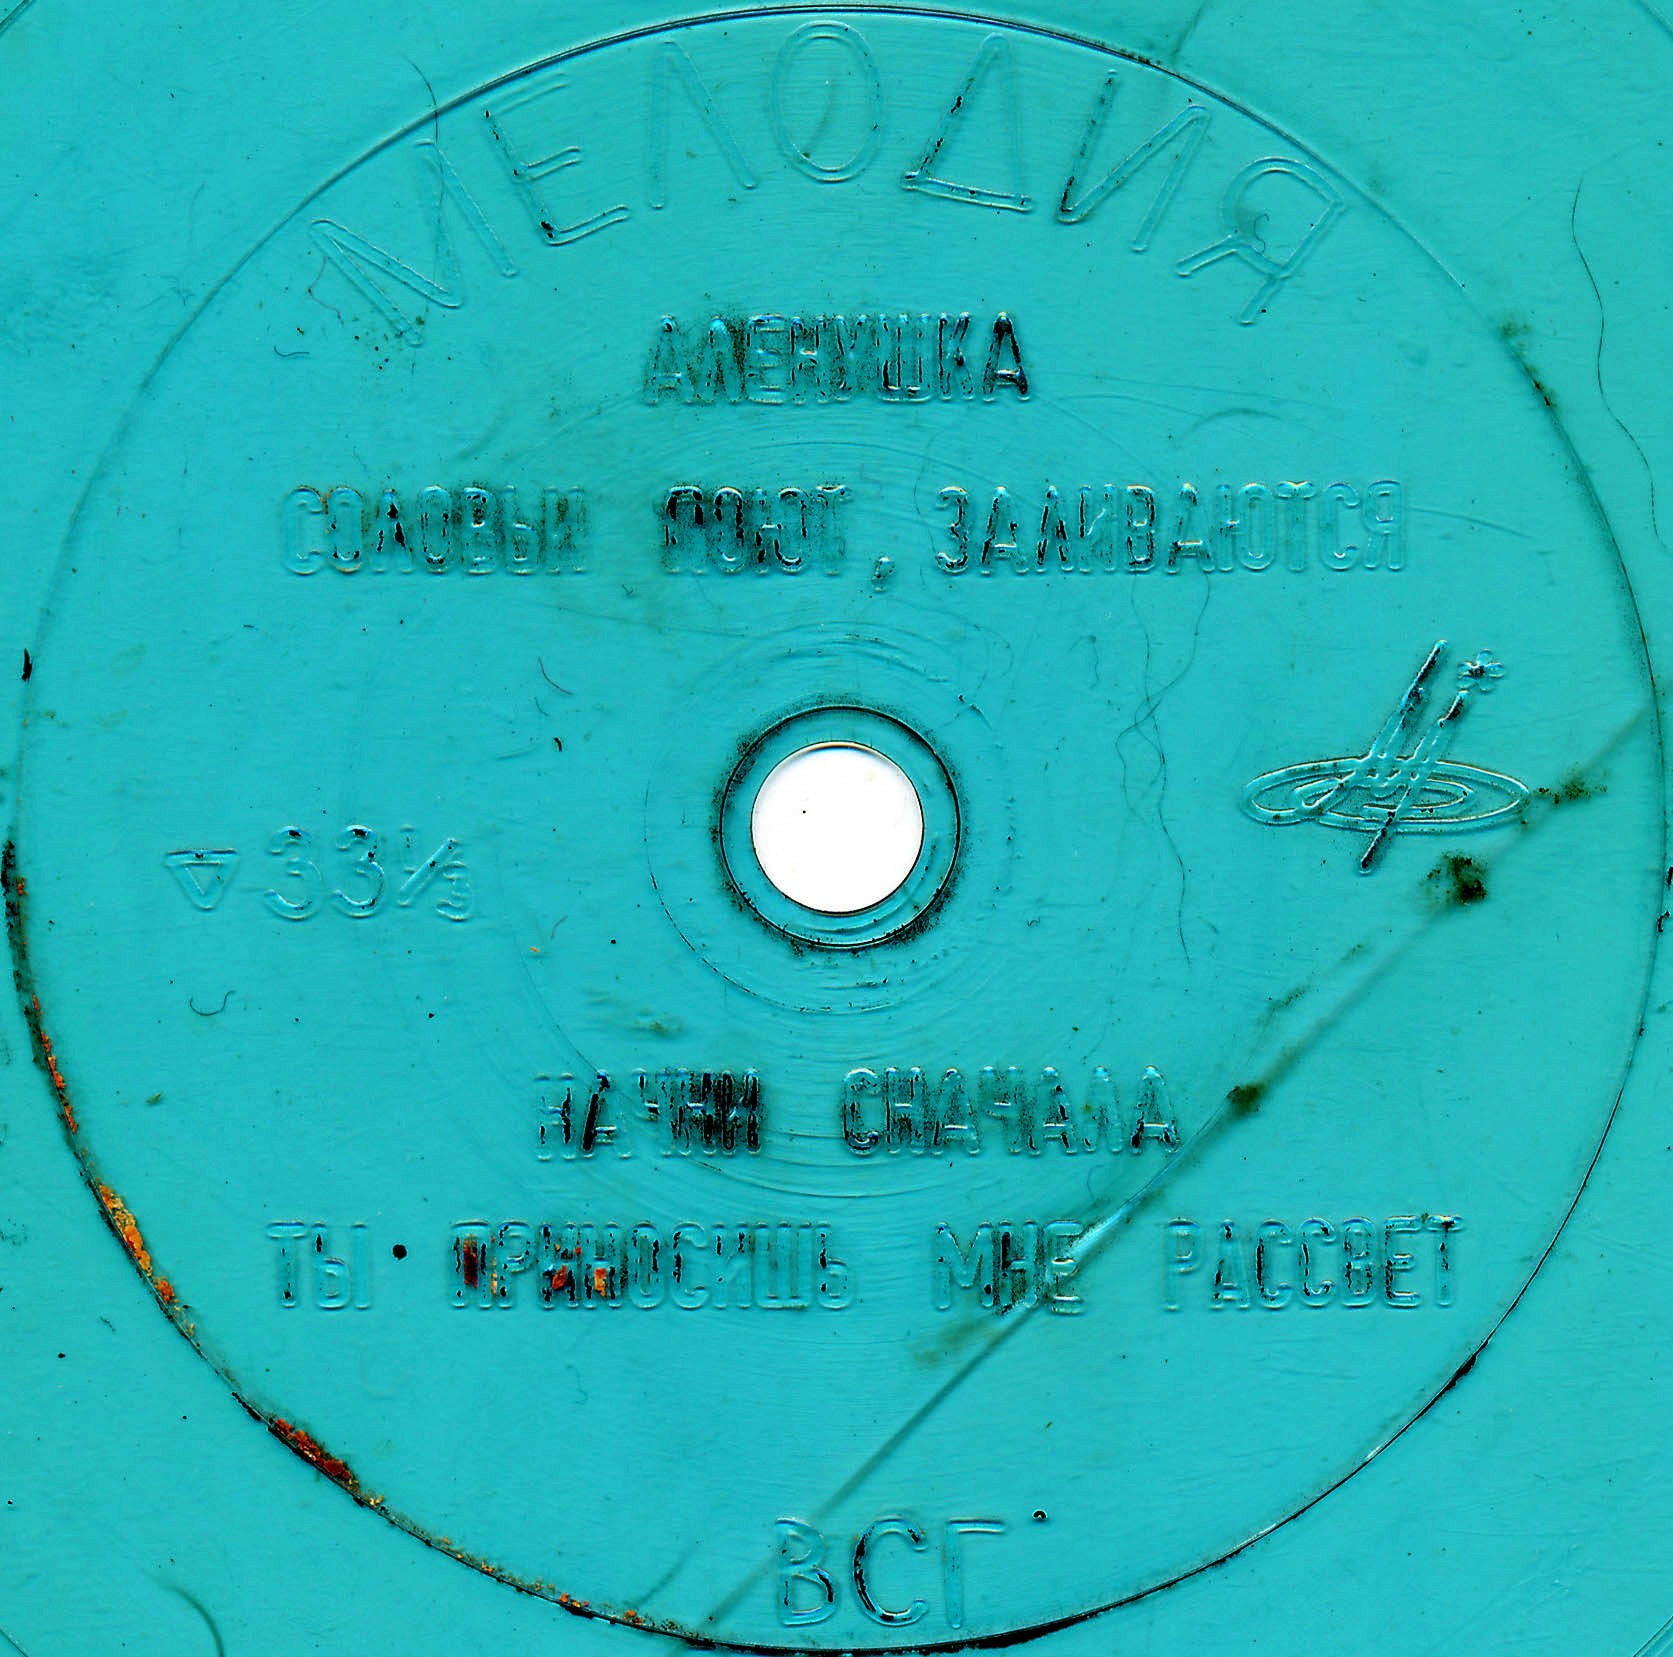 МЕЛОДИЯ
АЛЕНУШКА
СОЛОВЬИ ПОЮТ, ЗАЛИВАЮТСЯ
▽ 33⅓
НАЧНИ СНАЧАЛА
ТЫ ПРИНОСИШЬ МНЕ РАССВЕТ
ВСГ